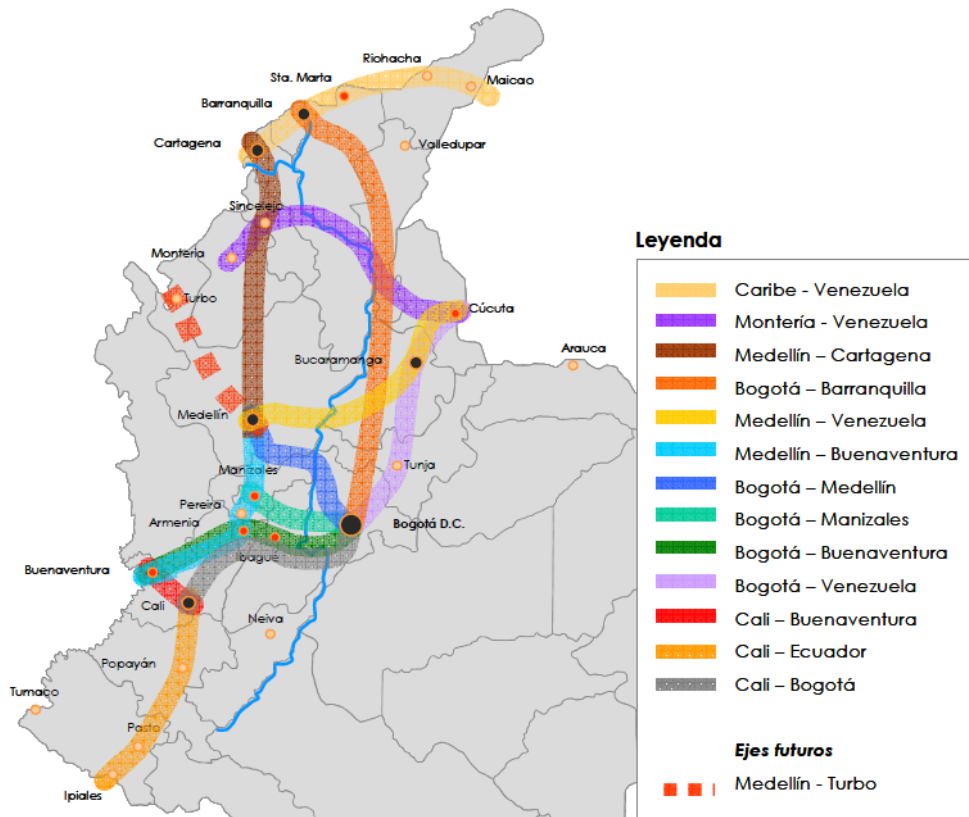 Riohacha
Sta. Marta
Maicao
Barranquilla
Cartagena
Valledupar
Sincelejo
Montería
Turbo
Cúcuta
Bucaramanga
Arauca
Medellín
Manizales
Tunja
Pereira
Armenia
Bogotá D.C.
Ibagué
Buenaventura
Cali
Neiva
Popayán
Tumaco
Pasto
Ipiales
Leyenda
Caribe - Venezuela
Montería - Venezuela
Medellín – Cartagena
Bogotá – Barranquilla
Medellín – Venezuela
Medellín – Buenaventura
Bogotá – Medellín
Bogotá – Manizales
Bogotá – Buenaventura
Bogotá – Venezuela
Cali – Buenaventura
Cali – Ecuador
Cali – Bogotá
Ejes futuros
Medellín - Turbo